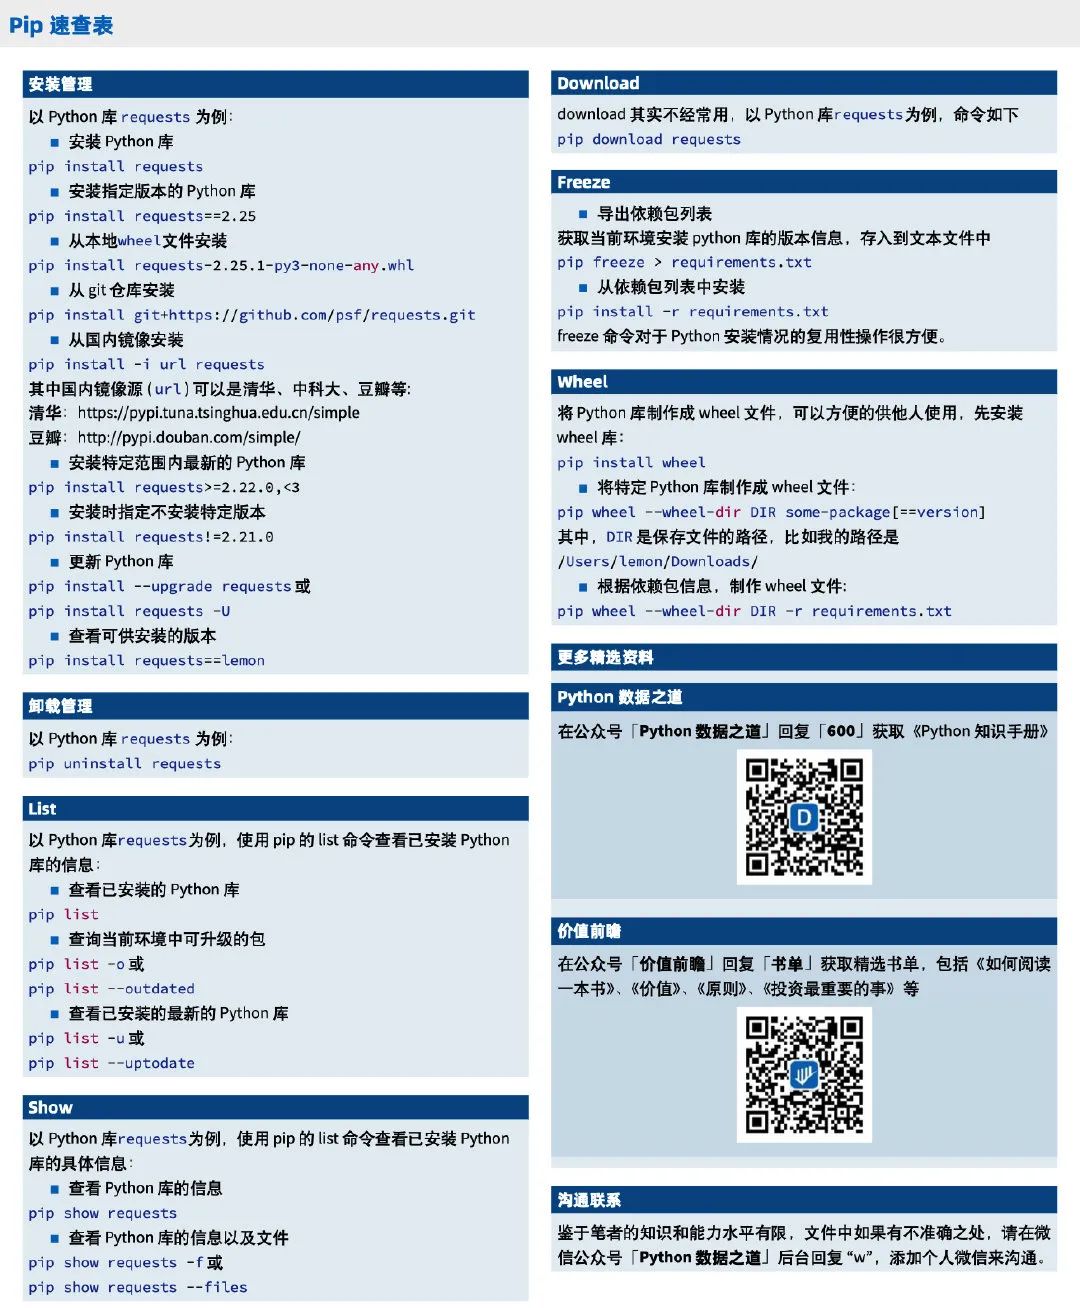 Pip 速查表
安装管理
以 Python 库 requests 为例：
■ 安装 Python 库
pip install requests
■ 安装指定版本的 Python 库
pip install requests==2.25
■ 从本地wheel文件安装
pip install requests-2.25.1-py3-none-any.whl
■ 从 git 仓库安装
pip install git+https://github.com/psf/requests.git
■ 从国内镜像安装
pip install -i url requests
其中国内镜像源 (url) 可以是清华、中科大、豆瓣等：
清华：https://pypi.tuna.tsinghua.edu.cn/simple
豆瓣：http://pypi.douban.com/simple/
■ 安装特定范围内最新的 Python 库
pip install requests>=2.22.0,<3
■ 安装时指定不安装特定版本
pip install requests!=2.21.0
■ 更新 Python 库
pip install --upgrade requests 或
pip install requests -U
■ 查看可供安装的版本
pip install requests==lemon
卸载管理
以 Python 库 requests 为例：
pip uninstall requests
List
以 Python 库requests为例，使用 pip 的 list 命令查看已安装 Python
库的信息：
■ 查看已安装的 Python 库
pip list
■ 查询当前环境中可升级的包
pip list -o 或
pip list --outdated
■ 查看已安装的最新的 Python 库
pip list -u 或
pip list --uptodate
Show
以 Python 库requests为例，使用 pip 的 list 命令查看已安装 Python
库的具体信息：
■ 查看 Python 库的信息
pip show requests
■ 查看 Python 库的信息以及文件
pip show requests -f 或
pip show requests --files
Download
download 其实不经常用，以 Python 库requests为例，命令如下
pip download requests
Freeze
■ 导出依赖包列表
获取当前环境安装 python 库的版本信息，存入到文本文件中
pip freeze > requirements.txt
■ 从依赖包列表中安装
pip install -r requirements.txt
freeze 命令对于 Python 安装情况的复用性操作很方便。
Wheel
将 Python 库制作成 wheel 文件，可以方便的供他人使用，先安装
wheel 库：
pip install wheel
■ 将特定 Python 库制作成 wheel 文件：
pip wheel --wheel-dir DIR some-package[==version]
其中，DIR 是保存文件的路径，比如我的路径是
/Users/lemon/Downloads/
■ 根据依赖包信息，制作 wheel 文件：
pip wheel --wheel-dir DIR -r requirements.txt
更多精选资料
Python 数据之道
在公众号「Python 数据之道」回复「600」获取《Python 知识手册》
D
价值前瞻
在公众号「价值前瞻」回复「书单」获取精选书单，包括《如何阅读
一本书》、《价值》、《原则》、《投资最重要的事》等
沟通联系
鉴于笔者的知识和能力水平有限，文件中如果有不准确之处，请在微
信公众号「Python 数据之道」后台回复 “w”，添加个人微信来沟通。